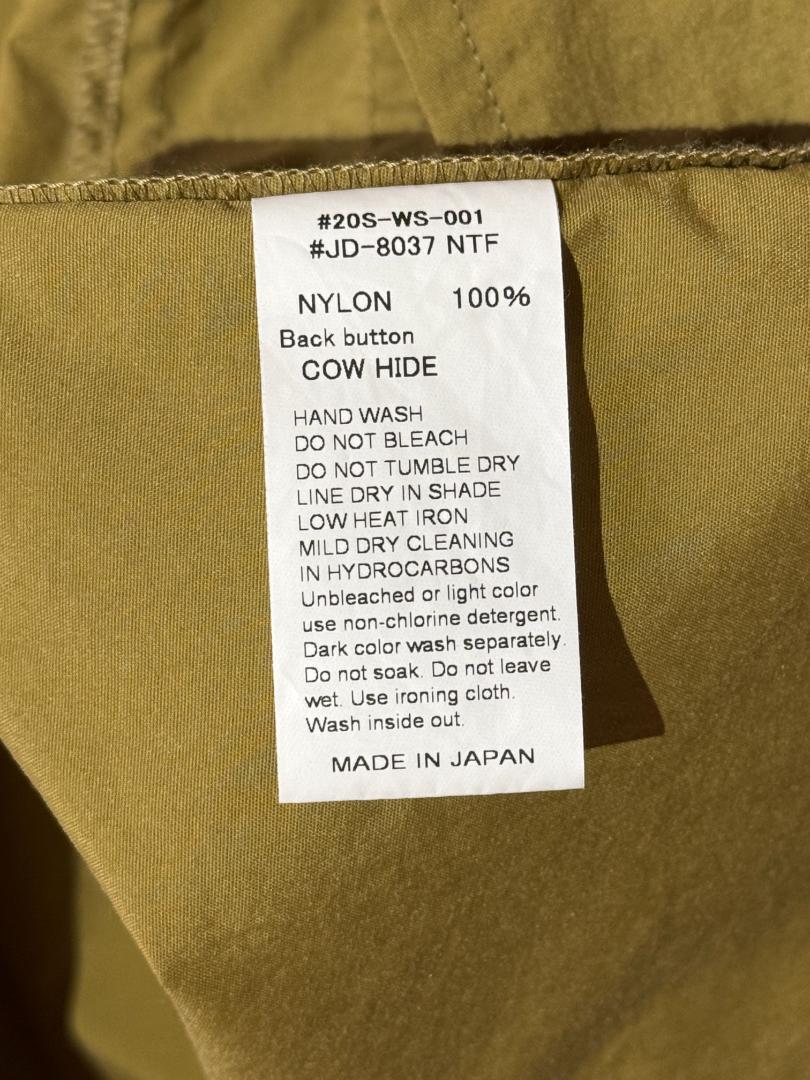 #20S-WS-001
#JD-8037 NTF
NYLON 100%
Back button
COW HIDE
HAND WASH
DO NOT BLEACH
DO NOT TUMBLE DRY
LINE DRY IN SHADE
LOW HEAT IRON
MILD DRY CLEANING
IN HYDROCARBONS
Unbleached or light color
use non-chlorine detergent.
Dark color wash separately.
Do not soak. Do not leave
wet. Use ironing cloth.
Wash inside out.
MADE IN JAPAN